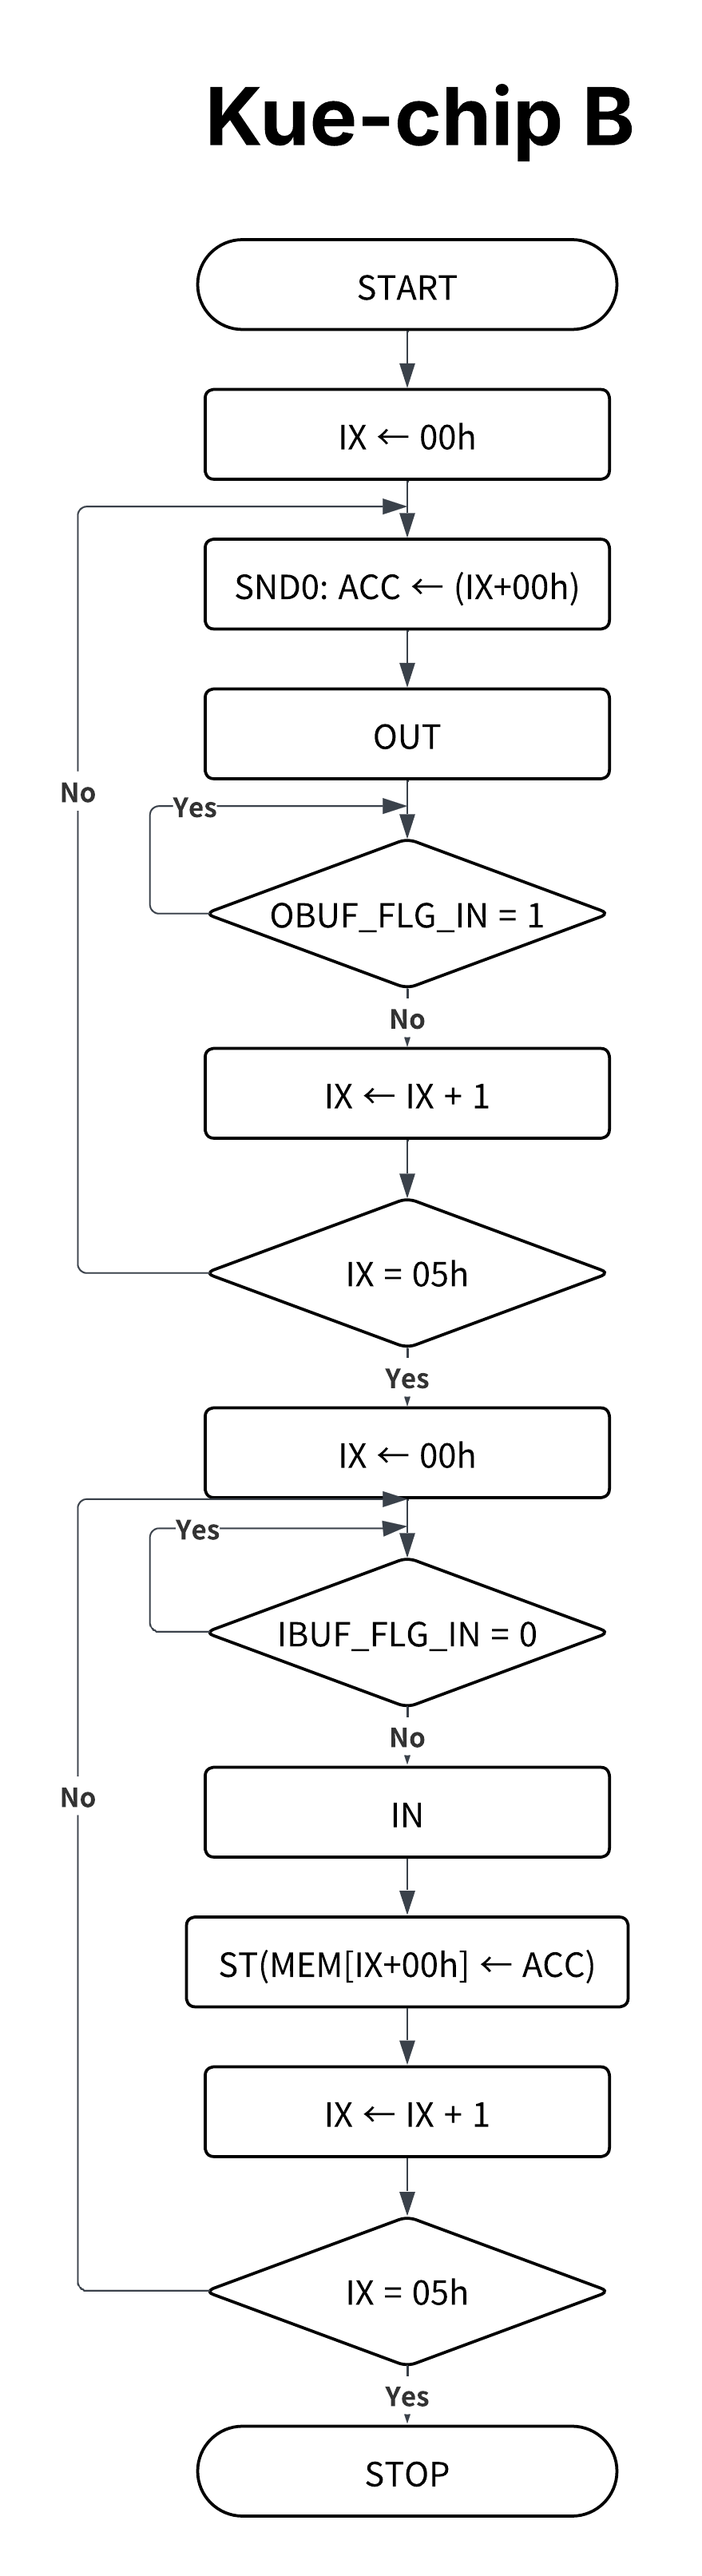 Kue-chip B
START
IX ← 00h
SND0: ACC ← (IX+00h)
OUT
No
Yes
OBUF_FLG_IN = 1
No
IX ← IX + 1
IX = 05h
Yes
IX ← 00h
Yes
IBUF_FLG_IN = 0
No
No
IN
ST(MEM[IX+00h] ← ACC)
IX ← IX + 1
IX = 05h
Yes
STOP